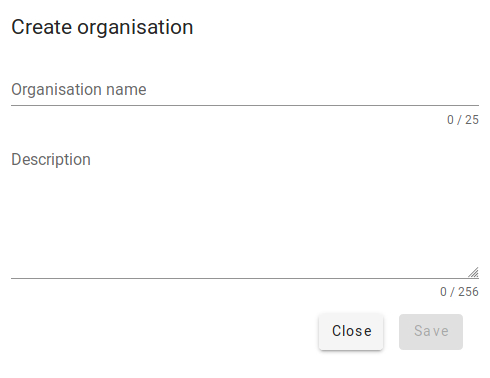 Create organisation
Organisation name
0 / 25
Description
0 / 256
Close Save